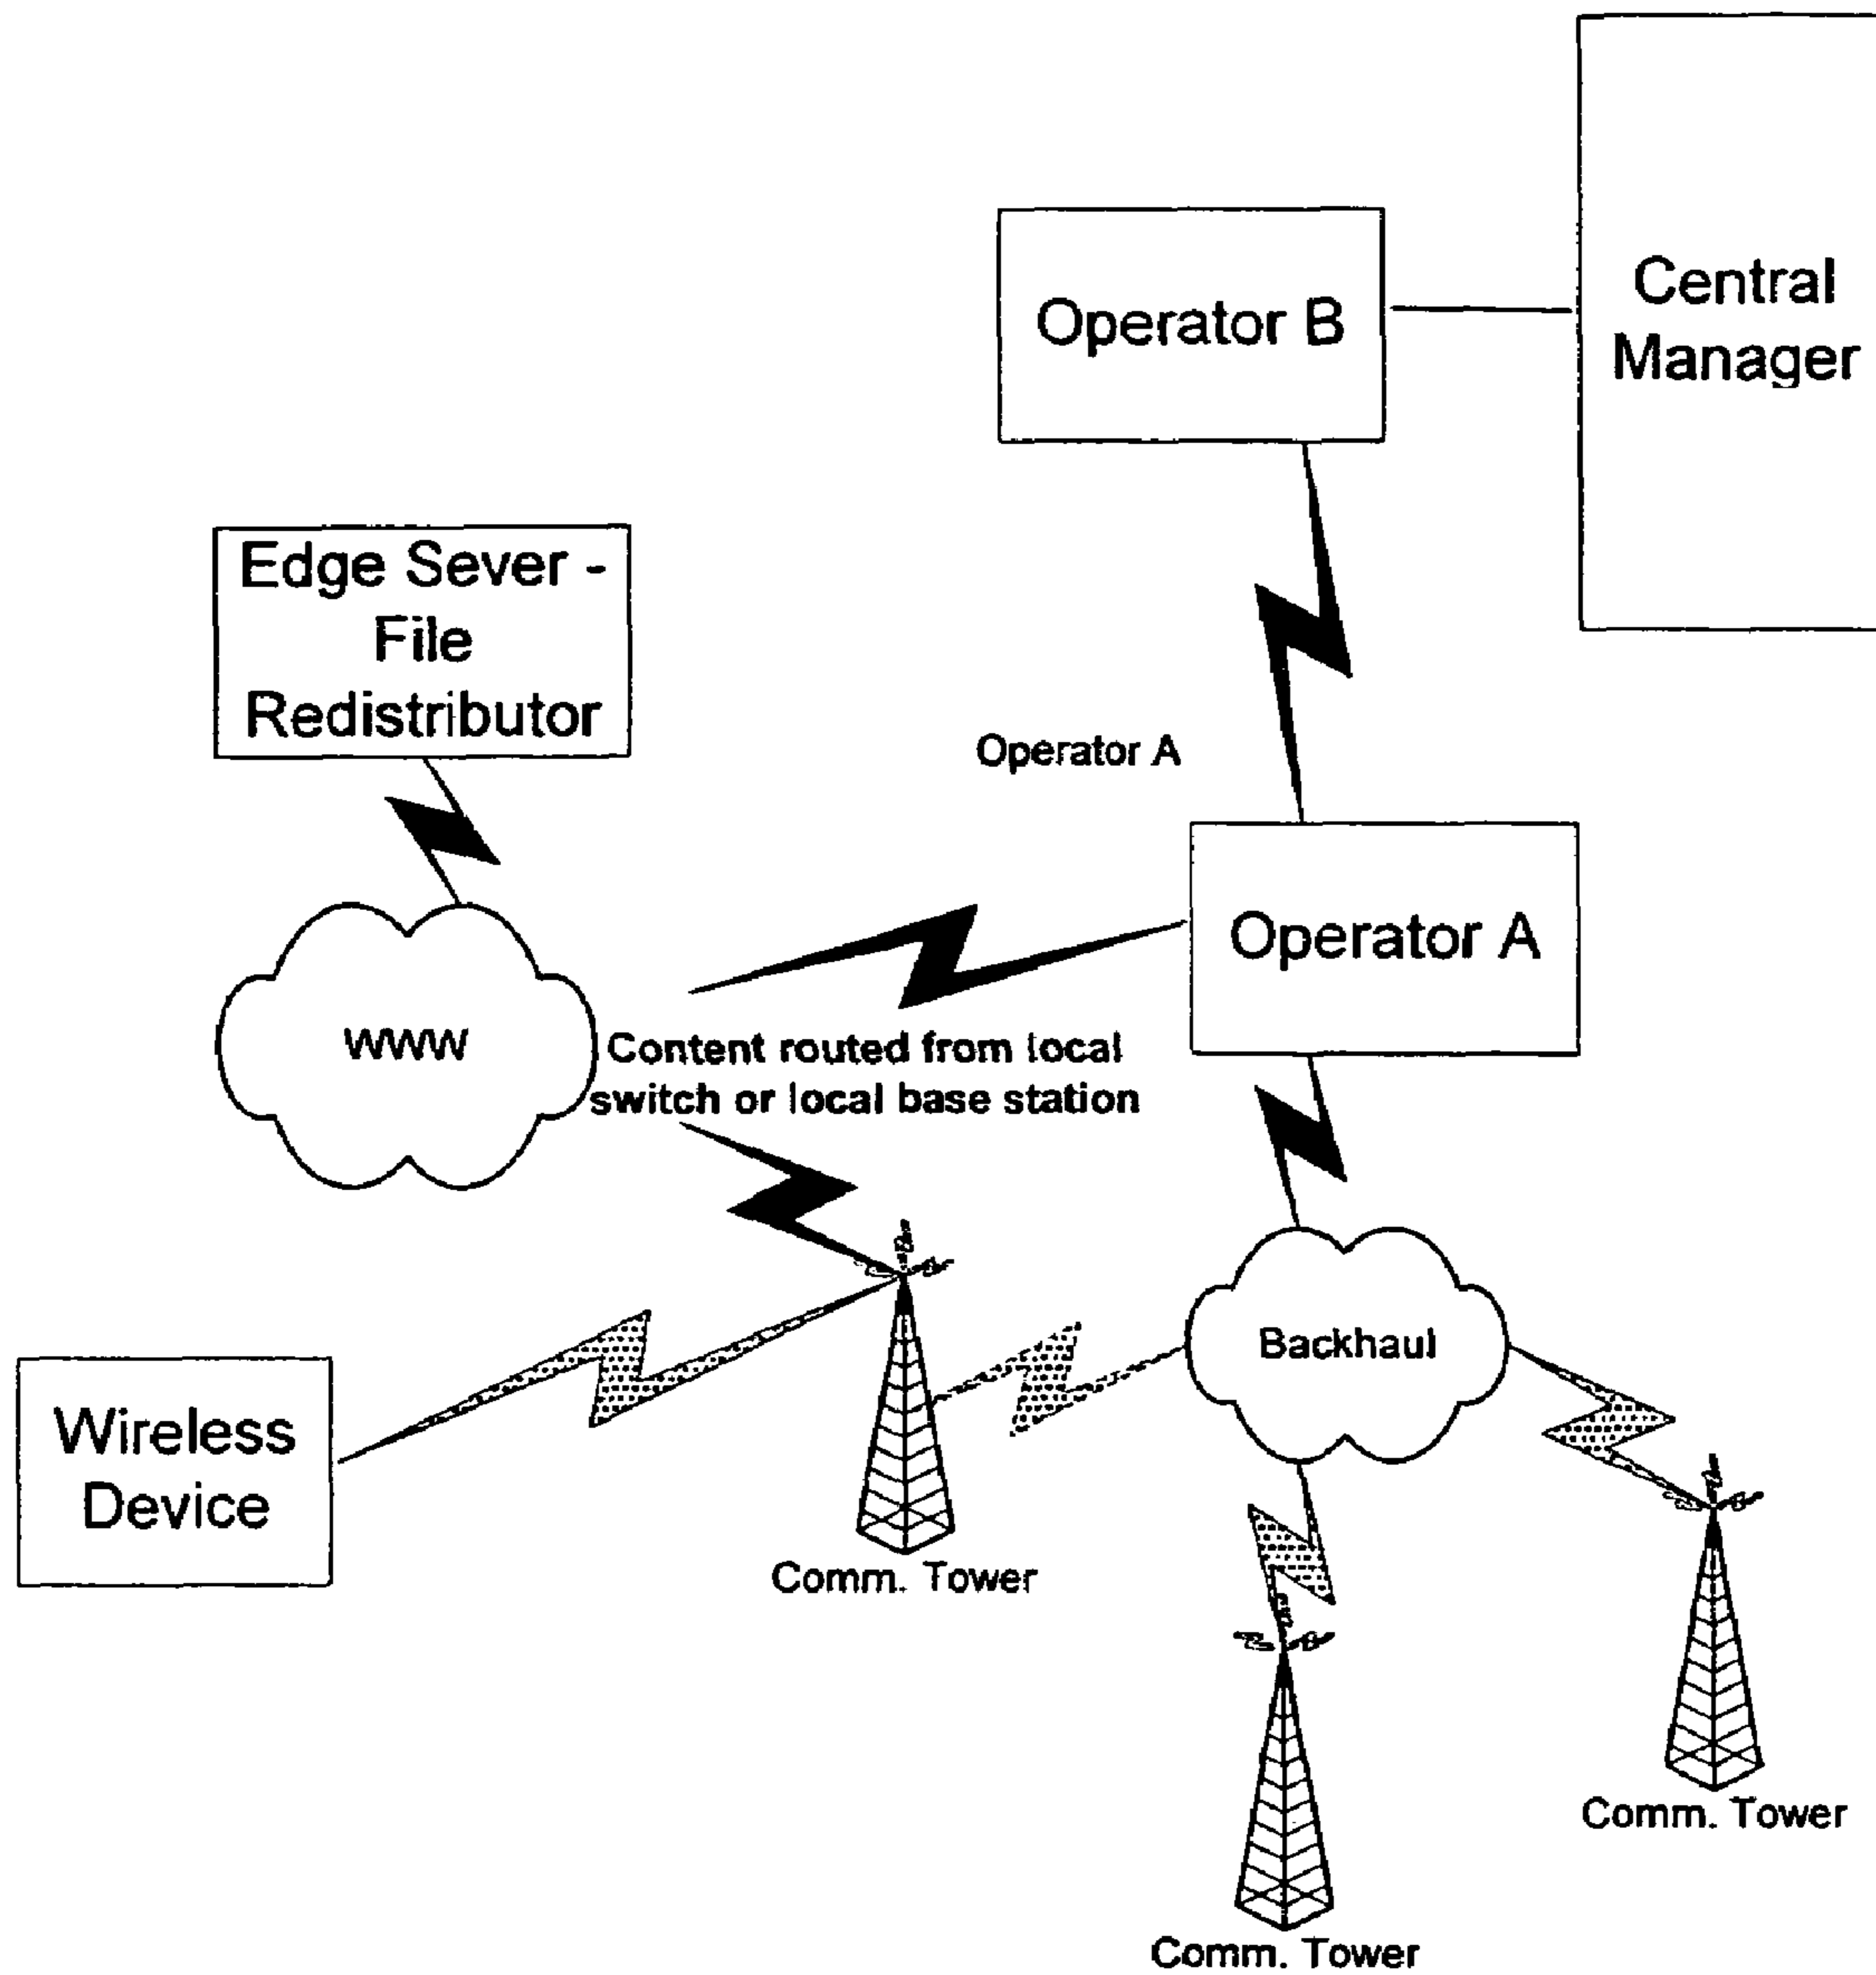 Central
Manager
Operator B
Edge Sever -
File
Redistributor
Operator A
Operator A
WWW
Content routed from local
switch or local base station
Backhaul
Wireless
Device
Comm. Tower
Comm. Tower
Comm. Tower